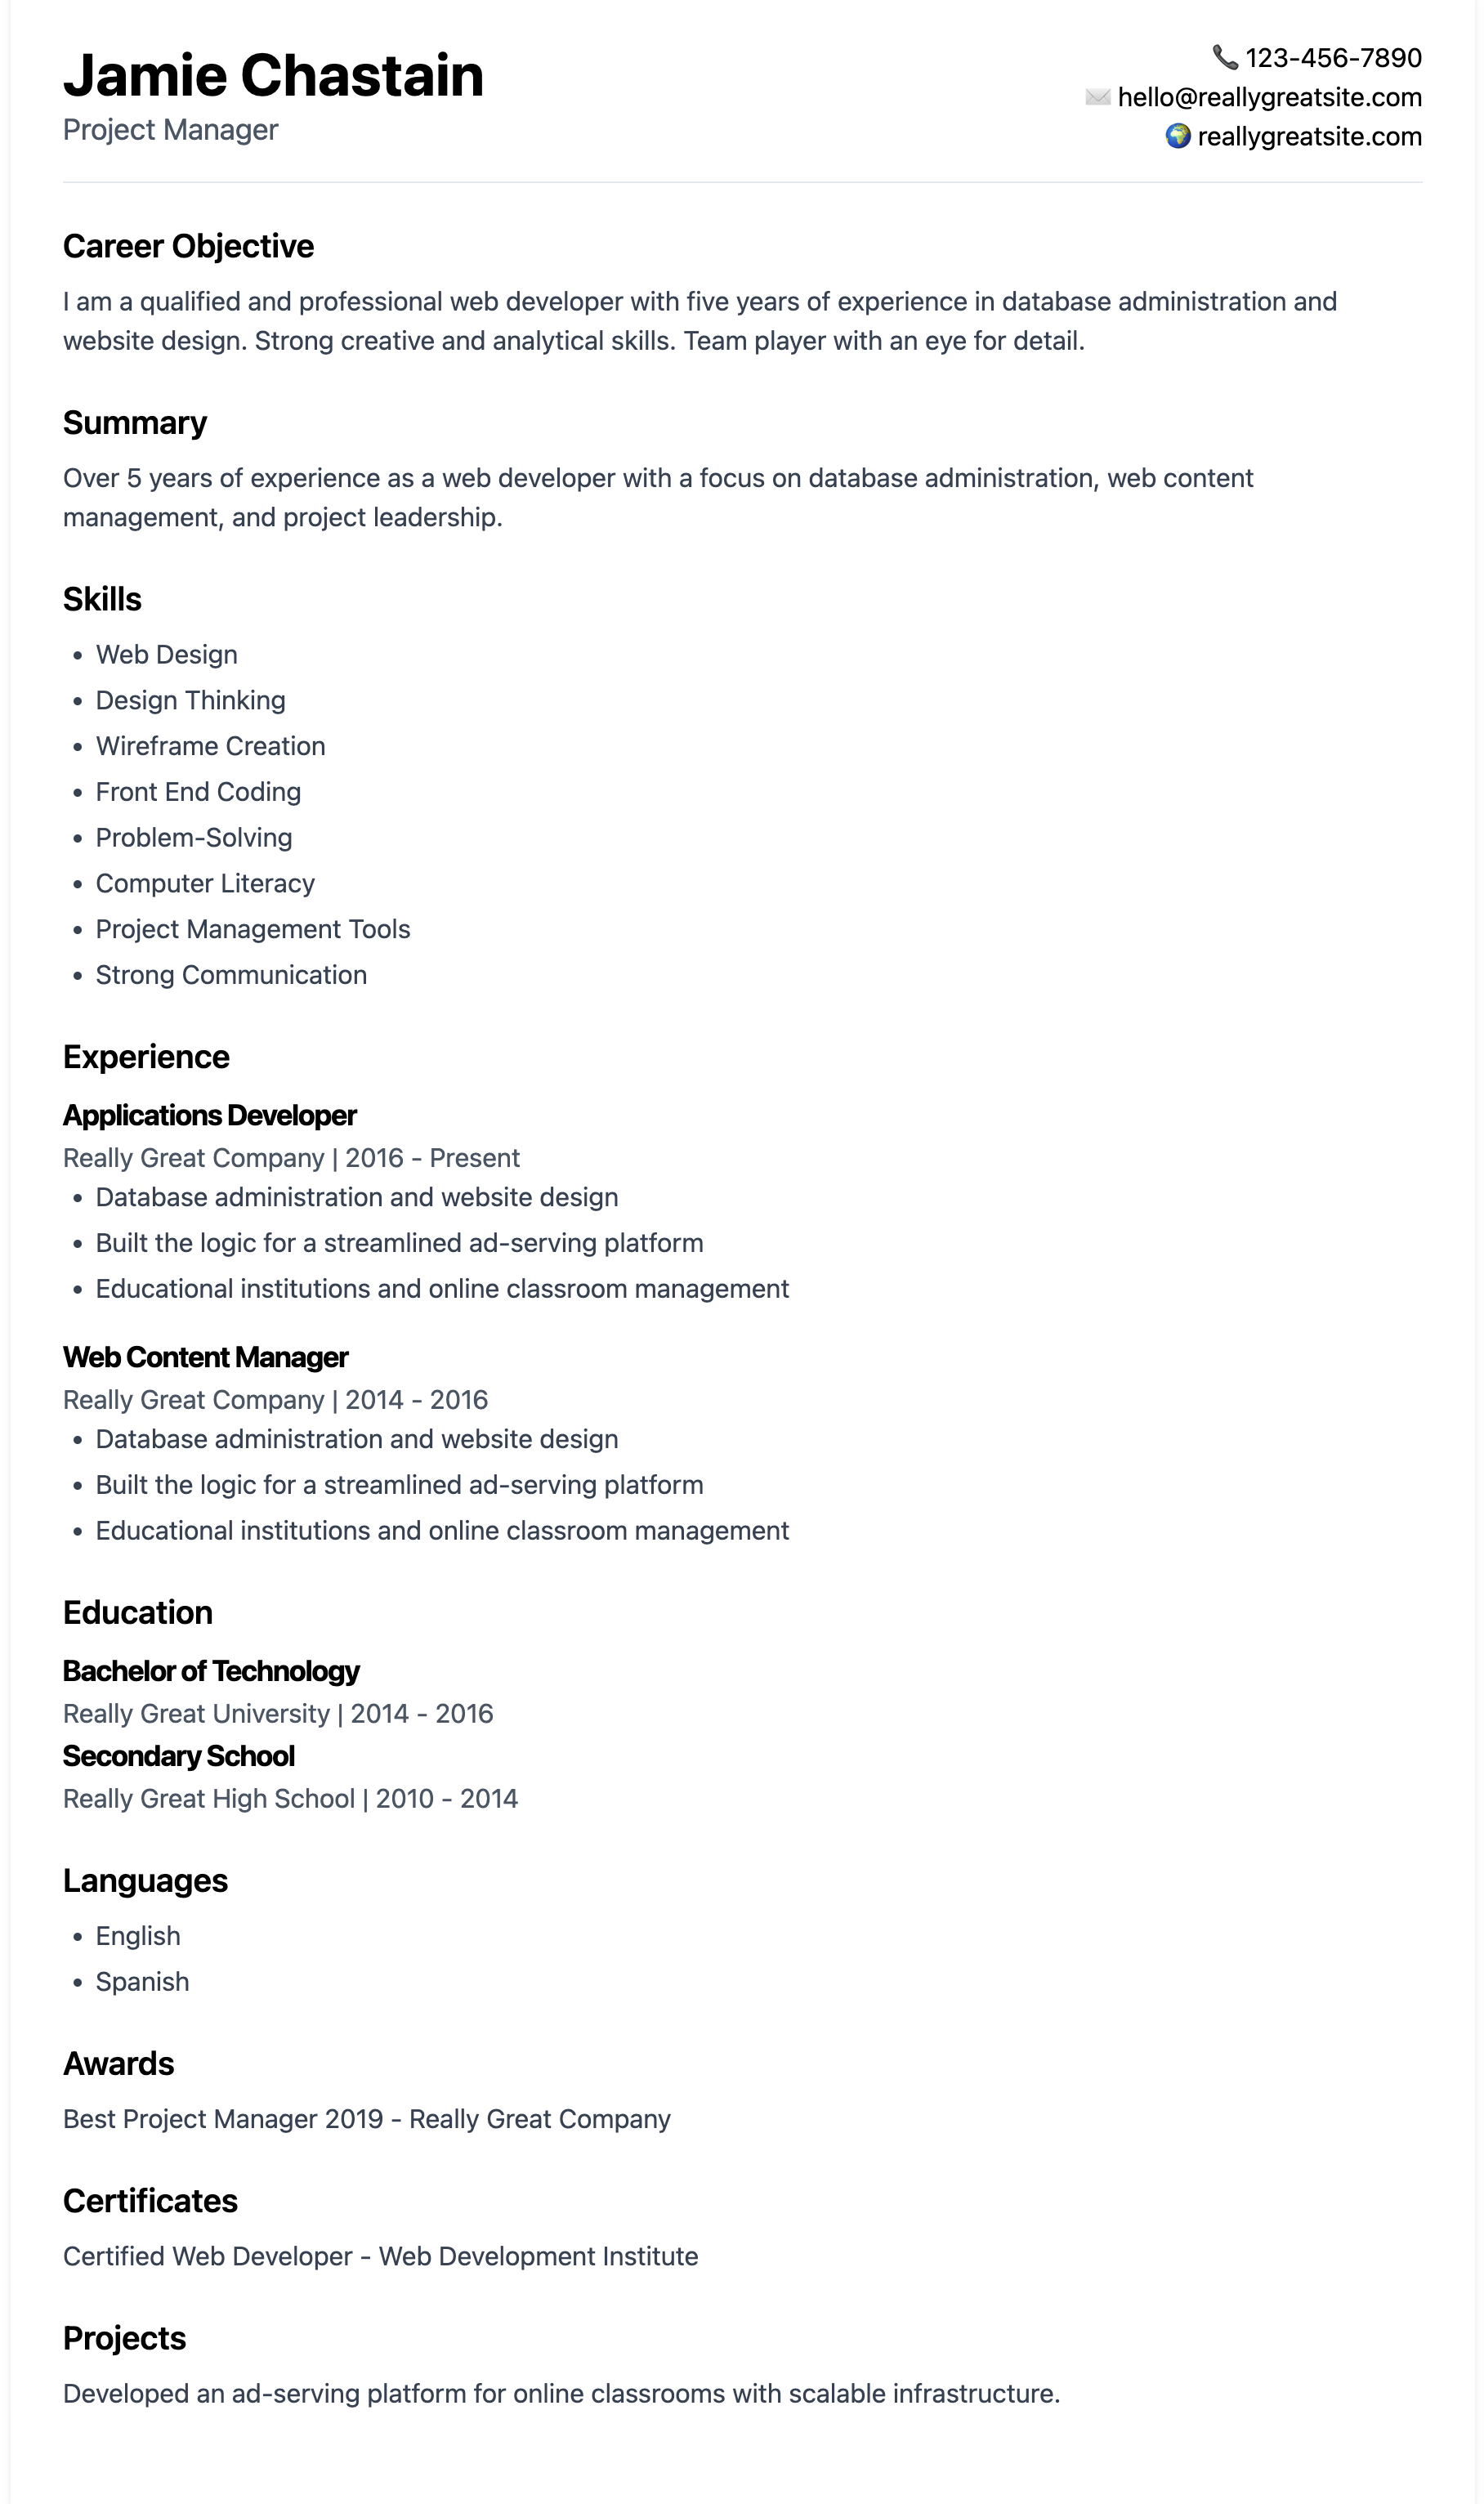 Jamie Chastain
Project Manager
123-456-7890
hello@reallygreatsite.com
reallygreatsite.com
Career Objective
I am a qualified and professional web developer with five years of experience in database administration and
website design. Strong creative and analytical skills. Team player with an eye for detail.
Summary
Over 5 years of experience as a web developer with a focus on database administration, web content
management, and project leadership.
Skills
• Web Design
• Design Thinking
• Wireframe Creation
• Front End Coding
• Problem-Solving
• Computer Literacy
• Project Management Tools
• Strong Communication
Experience
Applications Developer
Really Great Company | 2016 - Present
• Database administration and website design
• Built the logic for a streamlined ad-serving platform
• Educational institutions and online classroom management
Web Content Manager
Really Great Company | 2014 - 2016
• Database administration and website design
• Built the logic for a streamlined ad-serving platform
• Educational institutions and online classroom management
Education
Bachelor of Technology
Really Great University | 2014 - 2016
Secondary School
Really Great High School | 2010 - 2014
Languages
• English
• Spanish
Awards
Best Project Manager 2019 - Really Great Company
Certificates
Certified Web Developer - Web Development Institute
Projects
Developed an ad-serving platform for online classrooms with scalable infrastructure.